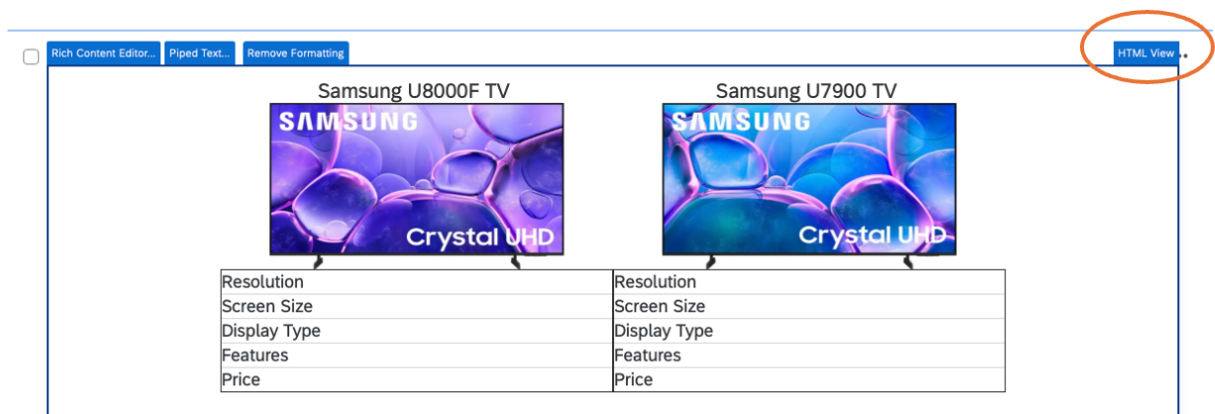 Rich Content Editor... Piped Text... Remove Formatting HTML View
Samsung U8000F TV Samsung U7900 TV
SAMSUNG SAMSUNG
Crystal UHD Crystal UHD
Resolution Resolution
Screen Size Screen Size
Display Type Display Type
Features Features
Price Price